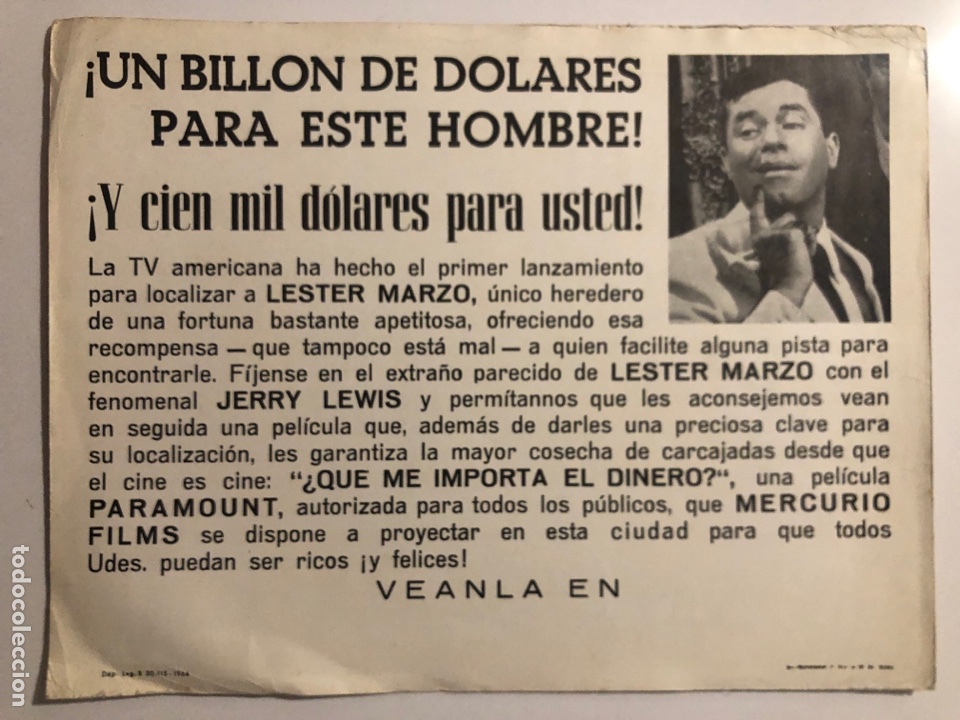 ¡UN BILLON DE DOLARES
PARA ESTE HOMBRE!
¡Y cien mil dólares para usted!
La TV americana ha hecho el primer lanzamiento
para localizar a LESTER MARZO, único heredero
de una fortuna bastante apetitosa, ofreciendo esa
recompensa — que tampoco está mal — a quien facilite alguna pista para
encontrarle. Fíjense en el extraño parecido de LESTER MARZO con el
fenomenal JERRY LEWIS y permítannos que les aconsejemos vean
en seguida una película que, además de darles una preciosa clave para
su localización, les garantiza la mayor cosecha de carcajadas desde que
el cine es cine: "¿QUE ME IMPORTA EL DINERO?", una película
PARAMOUNT, autorizada para todos los públicos, que MERCURIO
FILMS se dispone a proyectar en esta ciudad para que todos
Udes. puedan ser ricos ¡y felices!
VEANLA EN
Dep. Leg. 1964
todocoleccion